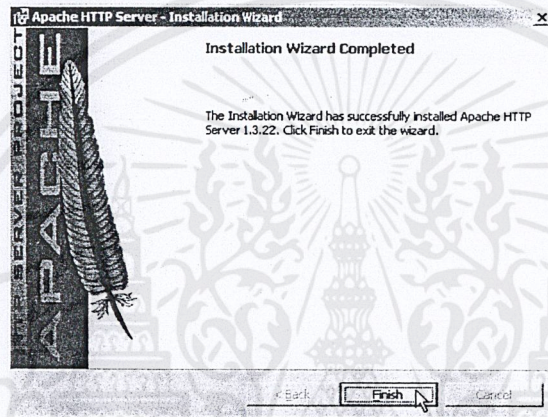 Apache HTTP Server - Installation Wizard
Installation Wizard Completed
The Installation Wizard has successfully installed Apache HTTP
Server 1.3.22. Click Finish to exit the wizard.
HTTP SERVER PROJECT
APACHE
< Back
Finish
Cancel